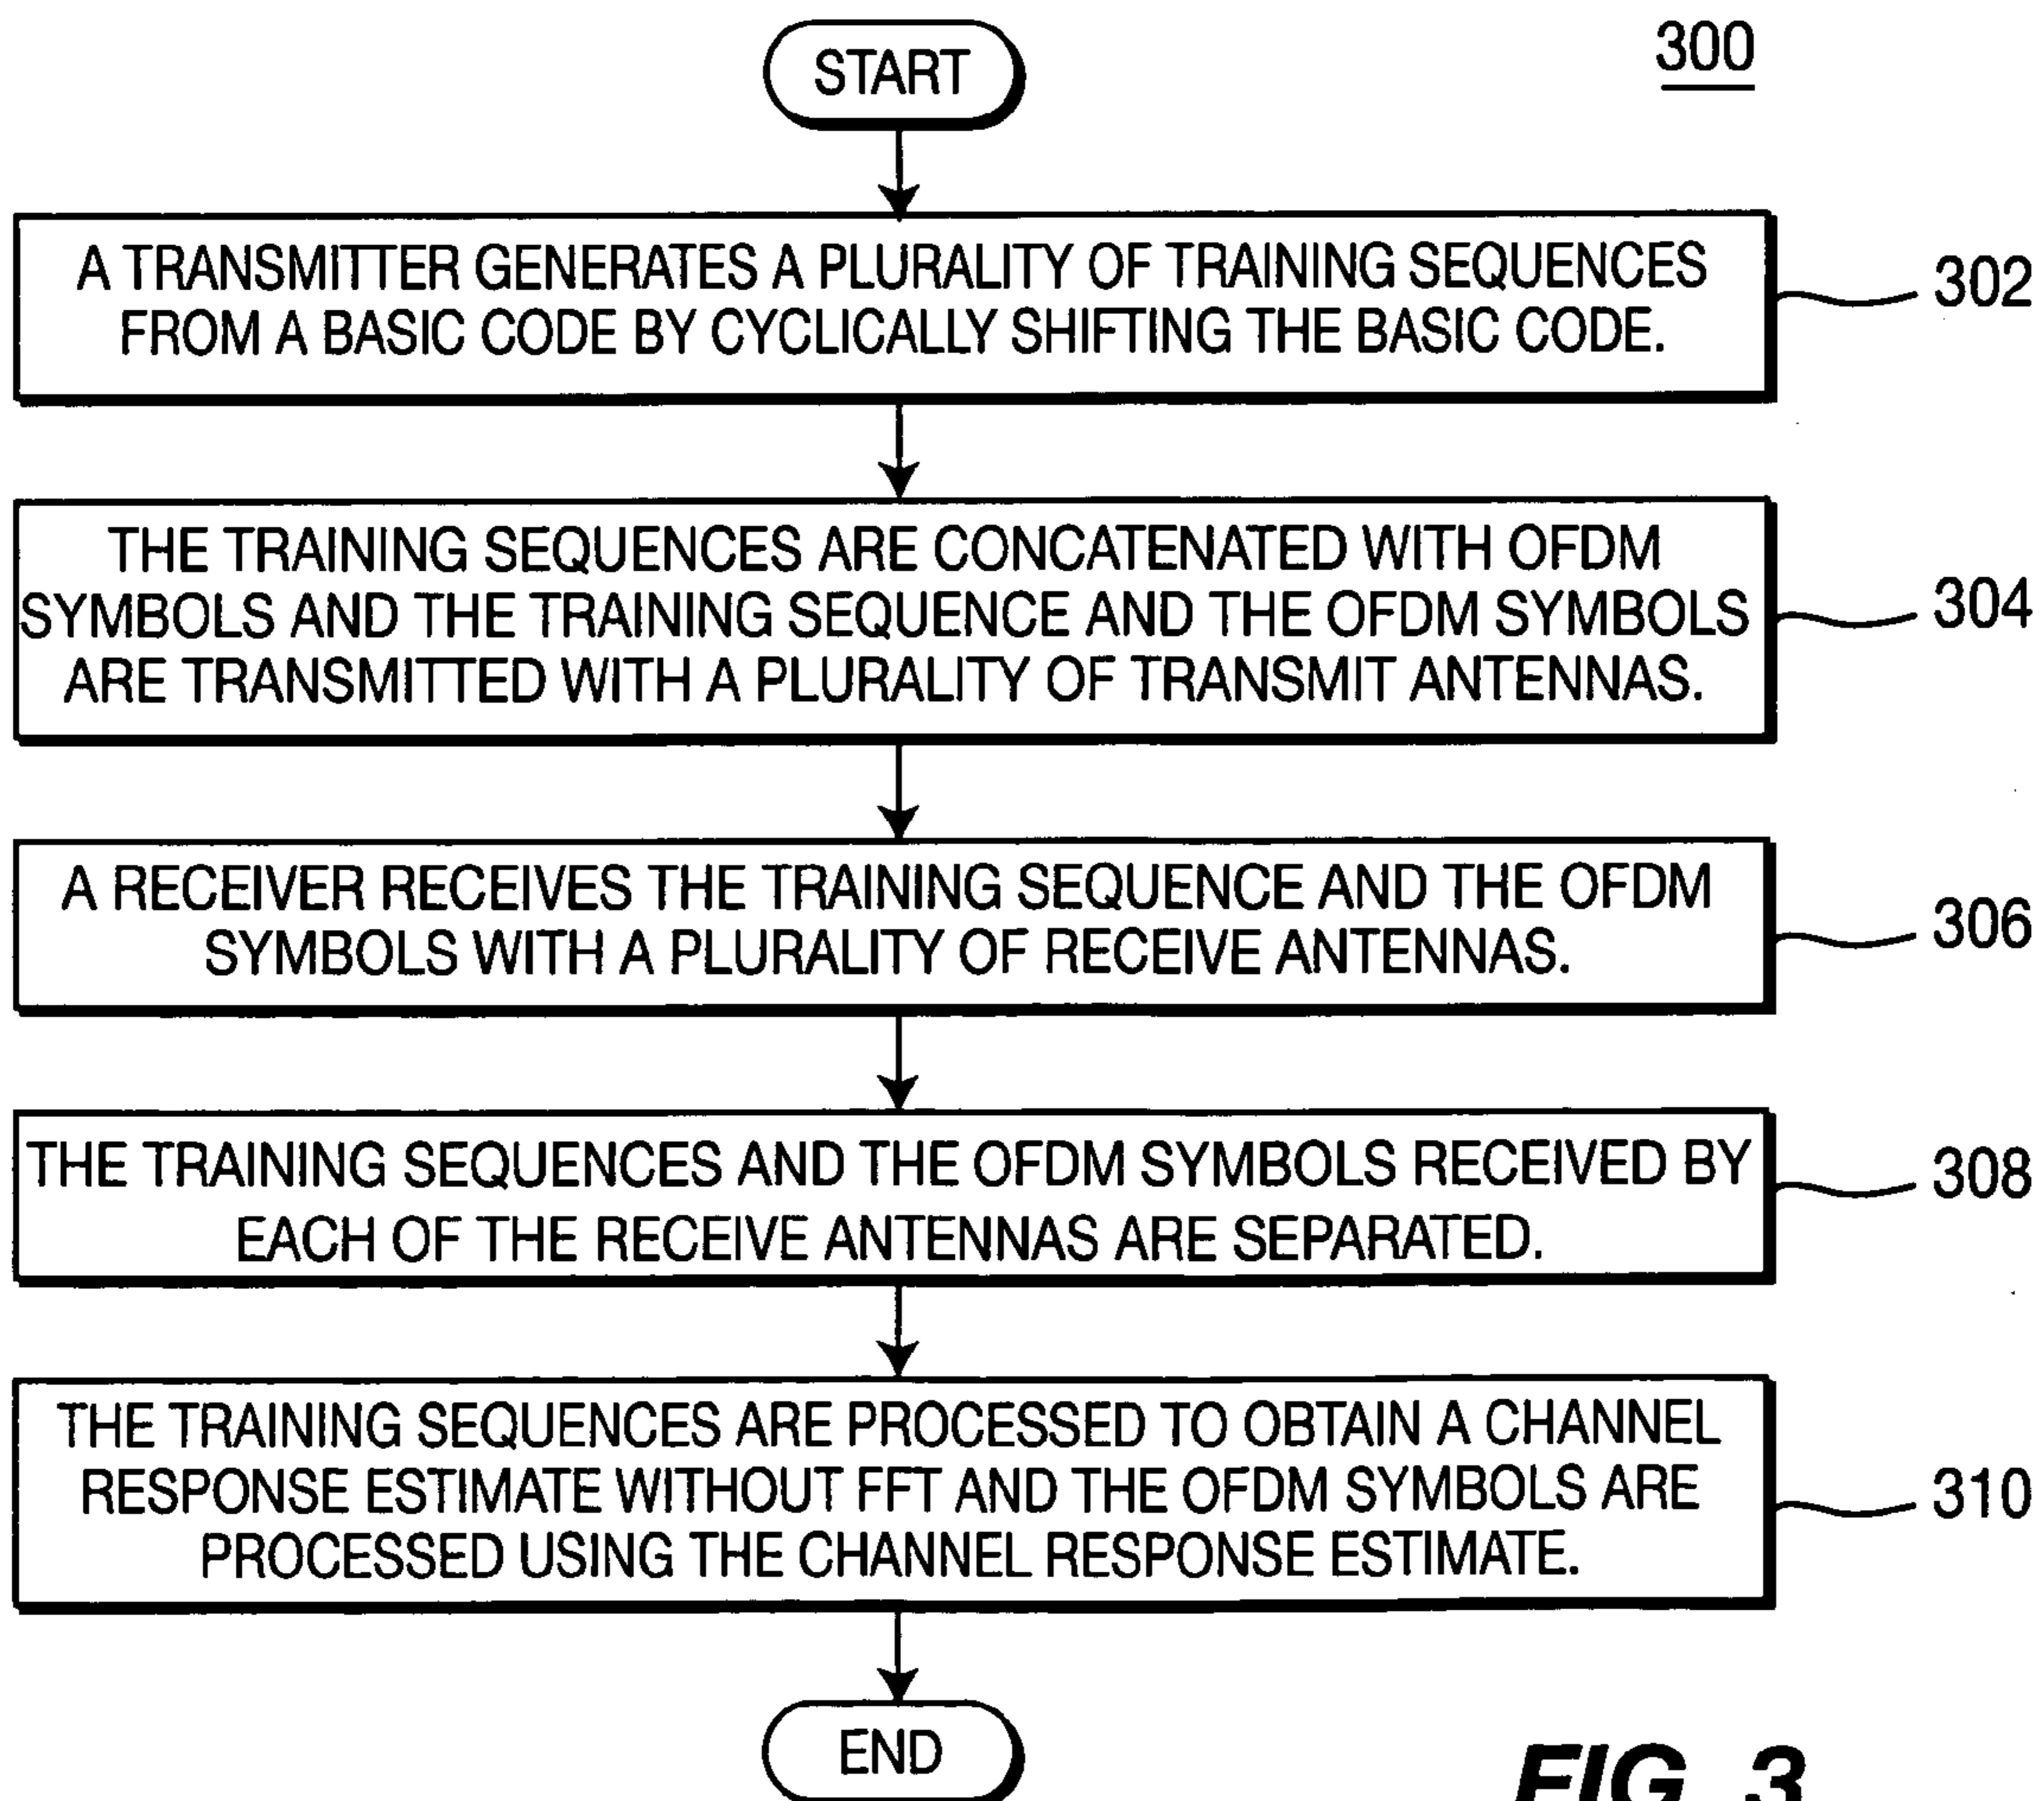 START
300
A TRANSMITTER GENERATES A PLURALITY OF TRAINING SEQUENCES
FROM A BASIC CODE BY CYCLICALLY SHIFTING THE BASIC CODE.
302
THE TRAINING SEQUENCES ARE CONCATENATED WITH OFDM
SYMBOLS AND THE TRAINING SEQUENCE AND THE OFDM SYMBOLS
ARE TRANSMITTED WITH A PLURALITY OF TRANSMIT ANTENNAS.
304
A RECEIVER RECEIVES THE TRAINING SEQUENCE AND THE OFDM
SYMBOLS WITH A PLURALITY OF RECEIVE ANTENNAS.
306
THE TRAINING SEQUENCES AND THE OFDM SYMBOLS RECEIVED BY
EACH OF THE RECEIVE ANTENNAS ARE SEPARATED.
308
THE TRAINING SEQUENCES ARE PROCESSED TO OBTAIN A CHANNEL
RESPONSE ESTIMATE WITHOUT FFT AND THE OFDM SYMBOLS ARE
PROCESSED USING THE CHANNEL RESPONSE ESTIMATE.
310
END
FIG. 3